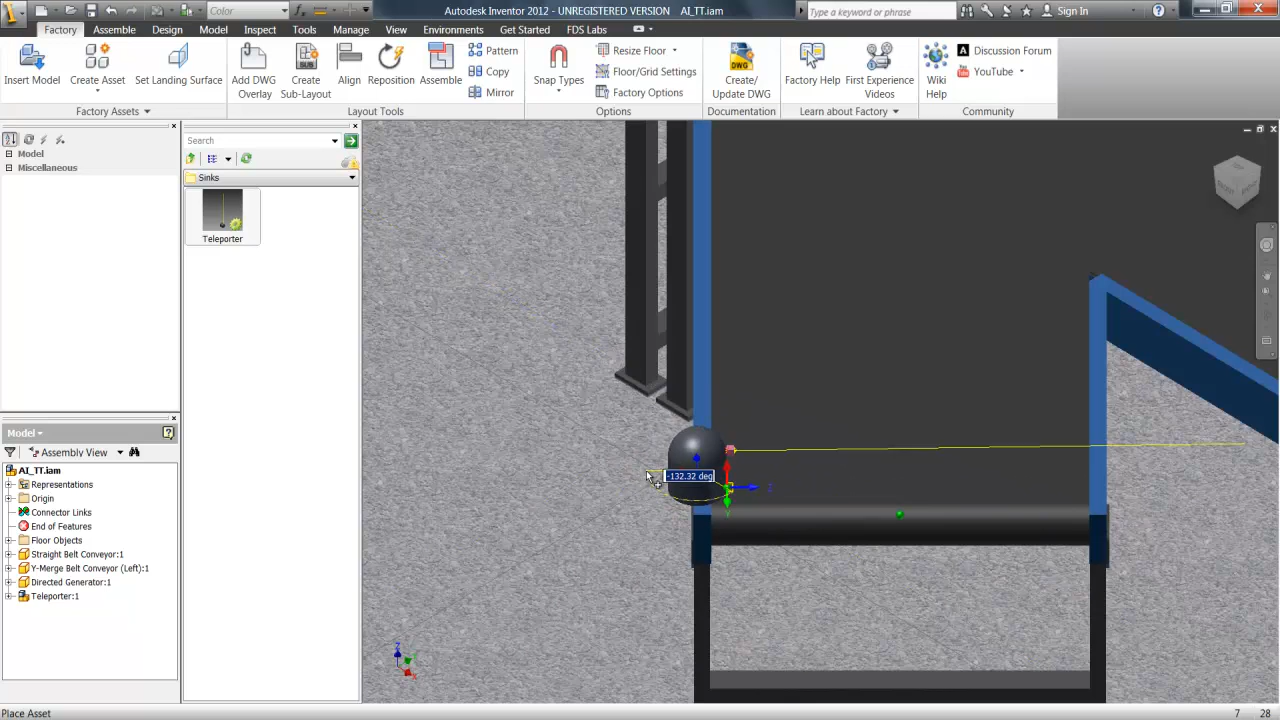 Color
Autodesk Inventor 2012 - UNREGISTERED VERSION AI_TT.iam
Type a keyword or phrase
Sign In
Factory Assemble Design Model Inspect Tools Manage View Environments Get Started FDS Labs
Insert Model
Create Asset
Set Landing Surface
Factory Assets
Add DWG Overlay
Create Sub-Layout
Align
Reposition
Assemble
Pattern
Copy
Mirror
Layout Tools
Snap Types
Resize Floor
Floor/Grid Settings
Factory Options
Options
Create/ Update DWG
Documentation
Factory Help
First Experience Videos
Learn about Factory
Wiki Help
Discussion Forum
YouTube
Community
Model
Miscellaneous
Search
Sinks
Teleporter
Model
Assembly View
AI_TT.iam
Representations
Origin
Connector Links
End of Features
Floor Objects
Straight Belt Conveyor:1
Y-Merge Belt Conveyor (Left):1
Directed Generator:1
Teleporter:1
-132.32 deg
Z
Y
Z
X
Place Asset
7 28